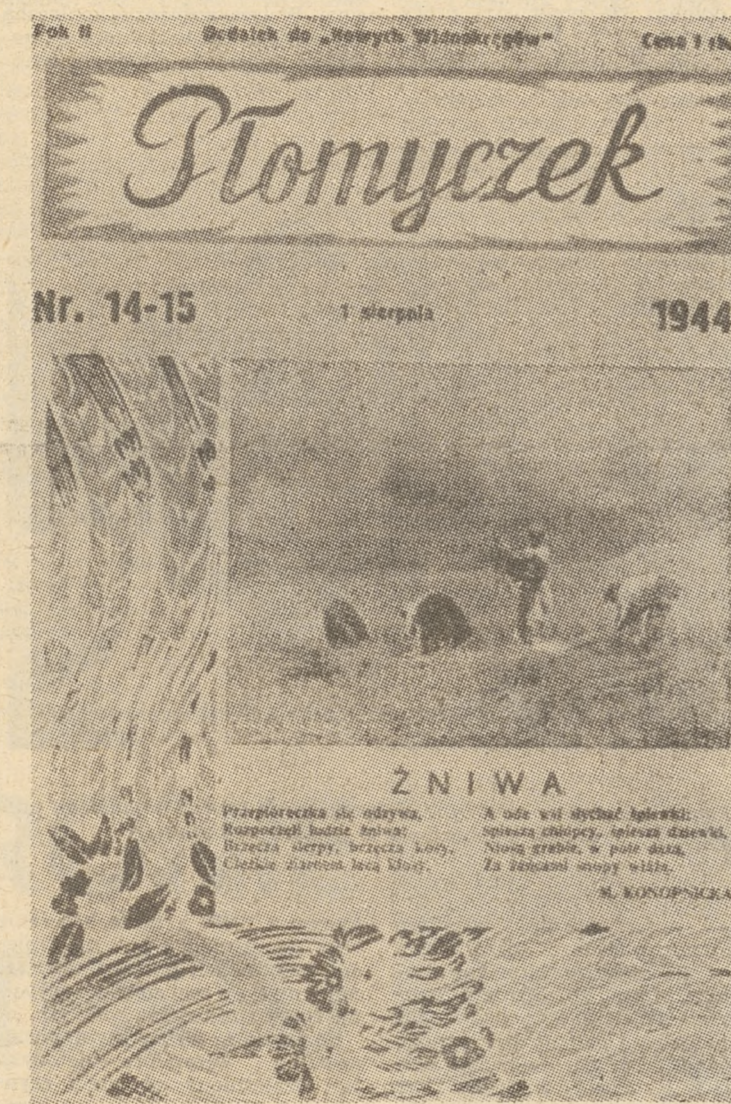 Rok II Dodatek do „Nowych Widnokręgów" Cena 1 rb.
Płomyczek
Nr. 14-15 1 sierpnia 1944
ŻNIWA
Przepióreczka się odzywa,
Rozpoczęli ludzie żniwa:
Brzęczą sierpy, brzęczą kosy,
Ciężkie ziarnem lecą kłosy.
A ode wsi słychać śpiewki:
Spieszą chłopcy, spieszą dziewki,
Niosą grabie, w pole dążą,
Za żeńcami snopy wiążą.
M. KONOPNICKA